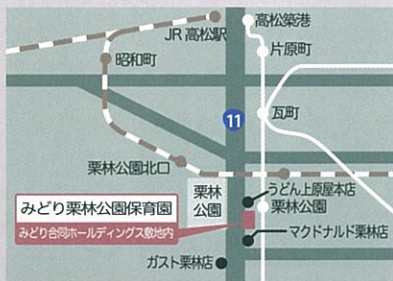 JR高松駅
高松築港
昭和町
片原町
11
瓦町
栗林公園北口
栗林
公園
うどん上原屋本店
栗林公園
みどり栗林公園保育園
みどり合同ホールディングス敷地内
マクドナルド栗林店
ガスト栗林店